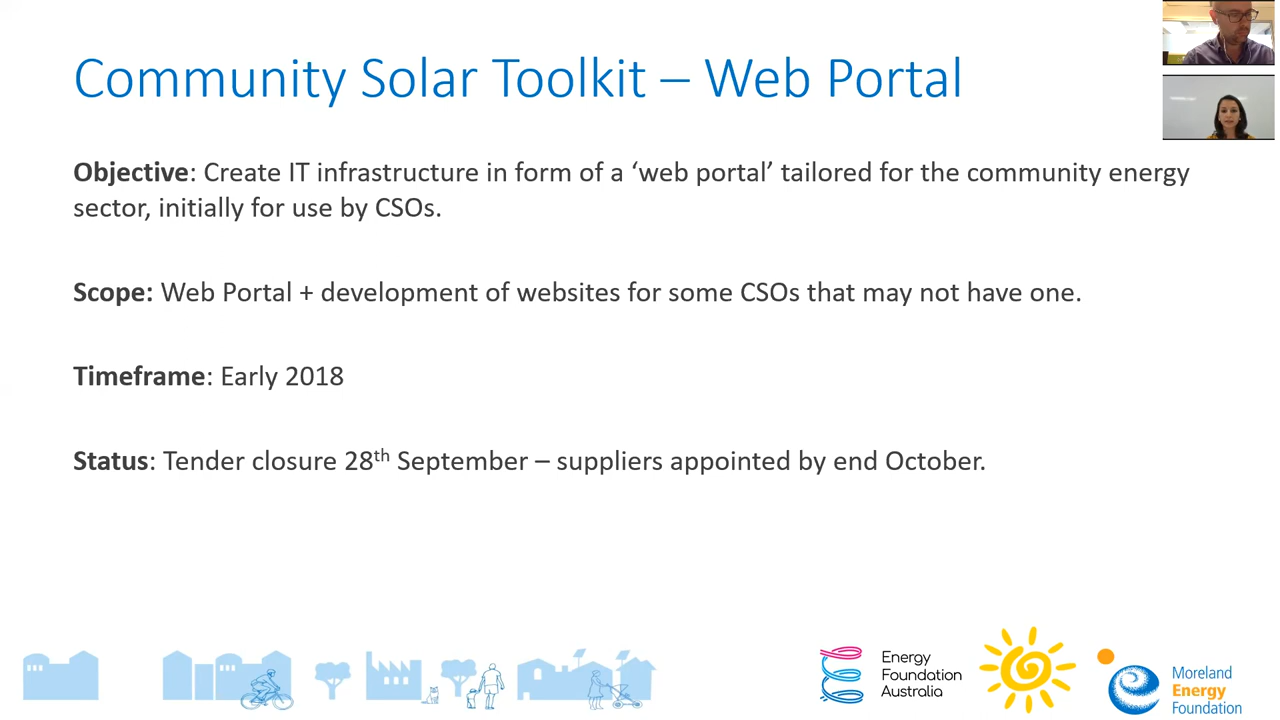 Community Solar Toolkit – Web Portal
Objective: Create IT infrastructure in form of a ‘web portal’ tailored for the community energy
sector, initially for use by CSOs.
Scope: Web Portal + development of websites for some CSOs that may not have one.
Timeframe: Early 2018
Status: Tender closure 28th September – suppliers appointed by end October.
Energy
Foundation
Australia
Moreland
Energy
Foundation